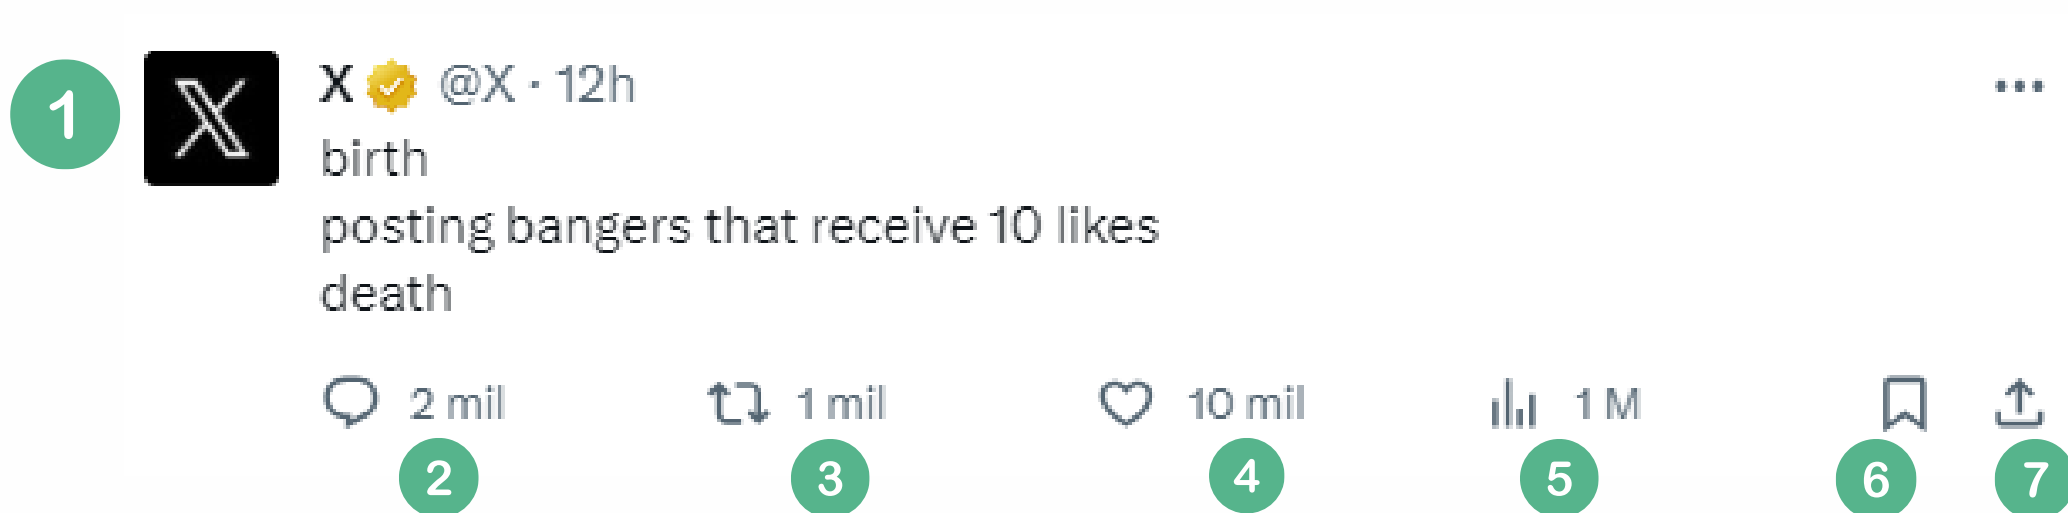 1
X @X · 12h
birth
posting bangers that receive 10 likes
death
2 mil 1 mil 10 mil 1 M
2 3 4 5 6 7